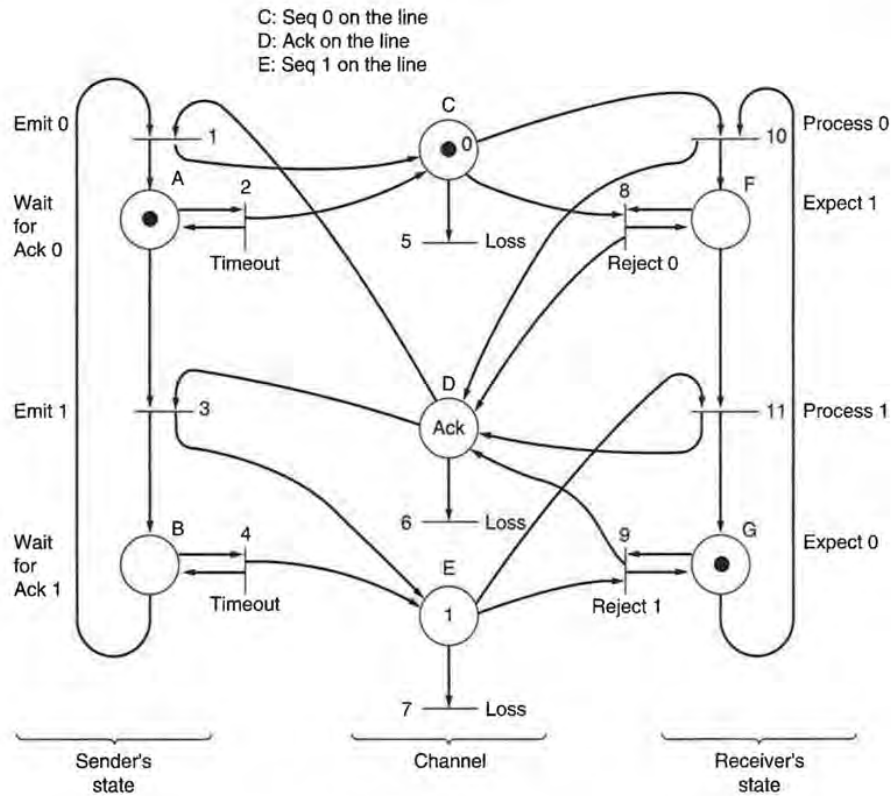 C: Seq 0 on the line
D: Ack on the line
E: Seq 1 on the line
C
Emit 0
1
0
10
Process 0
A
2
8
F
Wait
for
Ack 0
Timeout
5
Loss
Reject 0
Expect 1
D
Emit 1
3
Ack
11
Process 1
6
Loss
B
4
E
9
G
Wait
for
Ack 1
Timeout
1
Reject 1
Expect 0
7
Loss
Sender's
state
Channel
Receiver's
state